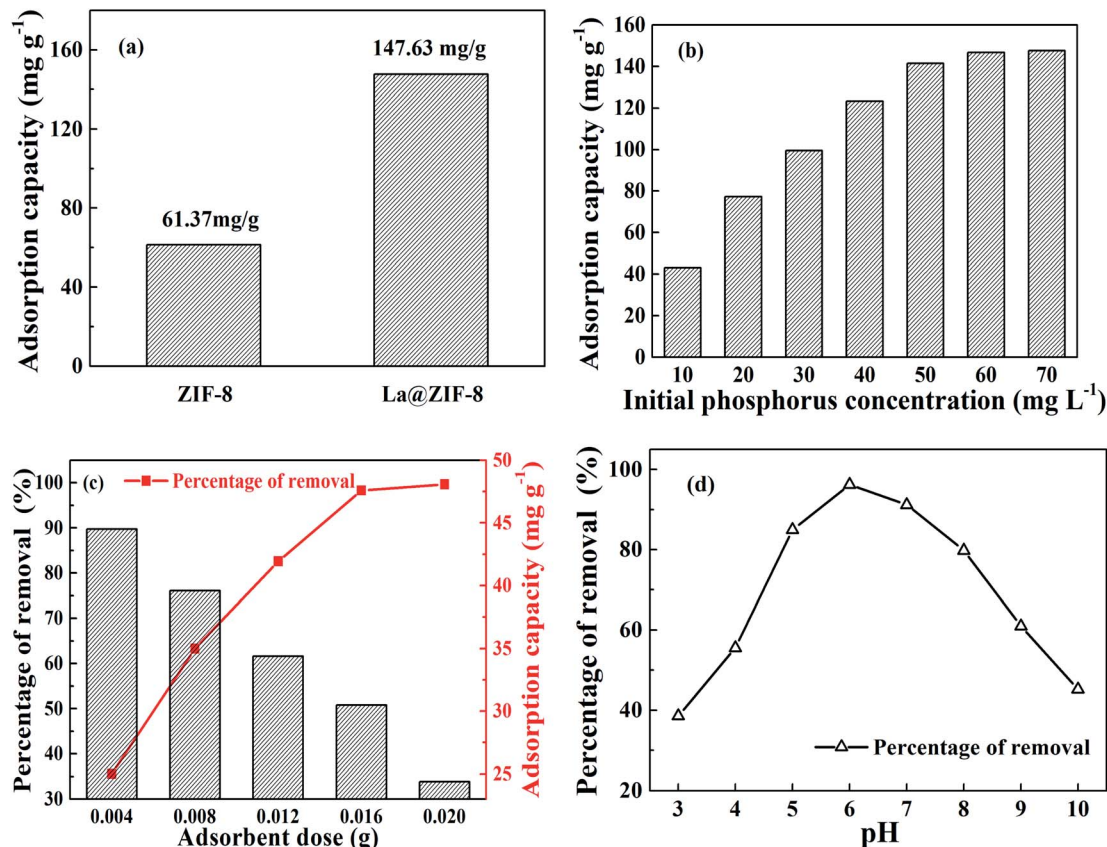 (a)
147.63 mg/g
61.37mg/g
Adsorption capacity (mg g⁻¹)
160
120
80
40
0
ZIF-8 La@ZIF-8
(b)
Adsorption capacity (mg g⁻¹)
160
140
120
100
80
60
40
20
0
10 20 30 40 50 60 70
Initial phosphorus concentration (mg L⁻¹)
(c)
Percentage of removal
Percentage of removal (%)
100
90
80
70
60
50
40
30
Adsorption capacity (mg g⁻¹)
50
45
40
35
30
25
0.004 0.008 0.012 0.016 0.020
Adsorbent dose (g)
(d)
Percentage of removal (%)
100
80
60
40
20
Percentage of removal
3 4 5 6 7 8 9 10
pH